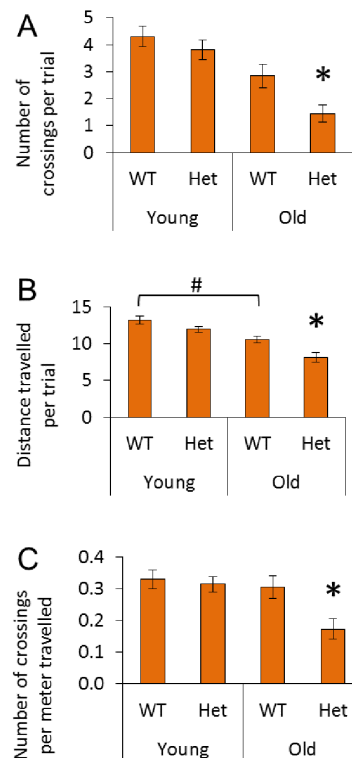 A
Number of
crossings per trial
5
4
3
2
1
0
*
WT Het WT Het
Young Old
B
Distance travelled
per trial
15
10
5
0
#
*
WT Het WT Het
Young Old
C
Number of crossings
per meter travelled
0.4
0.3
0.2
0.1
0.0
*
WT Het WT Het
Young Old